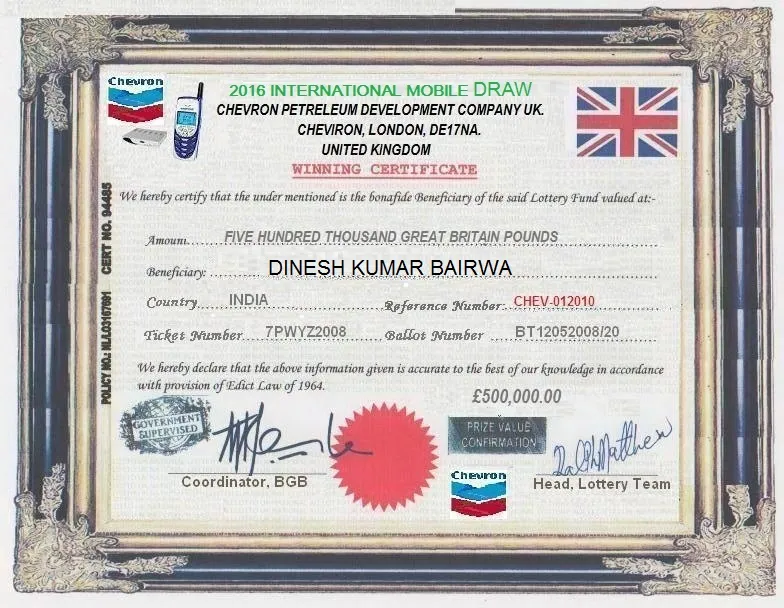 Chevron
2016 INTERNATIONAL MOBILE DRAW
CHEVRON PETRELEUM DEVELOPMENT COMPANY UK.
CHEVIRON, LONDON, DE17NA.
UNITED KINGDOM
WINNING CERTIFICATE
We hereby certify that the under mentioned is the bonafide Beneficiary of the said Lottery Fund valued at:-
Amount.....FIVE HUNDRED THOUSAND GREAT BRITAIN POUNDS
Beneficiary: DINESH KUMAR BAIRWA
Country....INDIA Reference Number: CHEV-012010
Ticket Number...7PWYZ2008 Ballot Number BT12052008/20
We hereby declare that the above information given is accurate to the best of our knowledge in accordance
with provision of Edict Law of 1964.
£500,000.00
GOVERNMENT
SUPERVISED
PRIZE VALUE
CONFIRMATION
Coordinator, BGB
Chevron
Head, Lottery Team
CERT NO. 94485